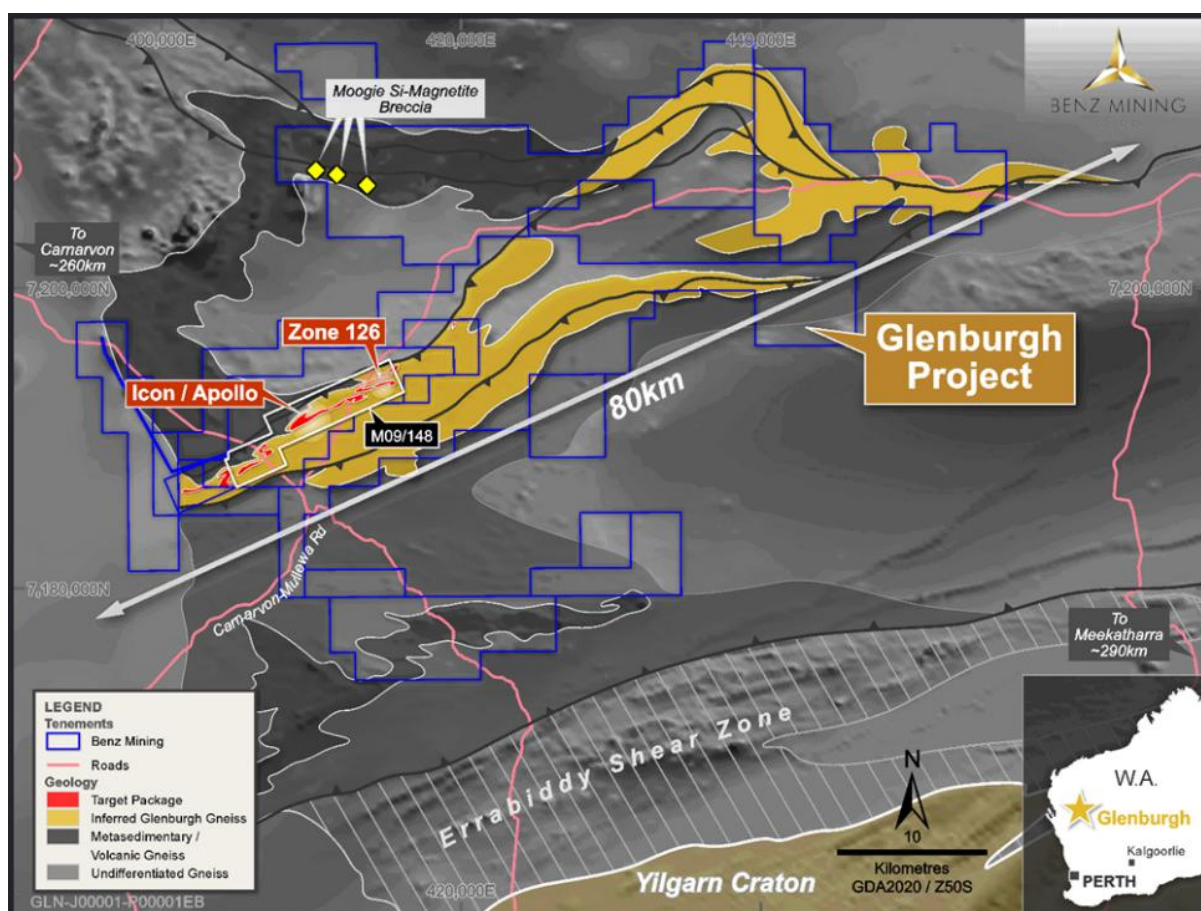 400,000E
420,000E
440,000E
BENZ MINING
Moogie Si-Magnetite
Breccia
To
Carnarvon
~260km
7,200,000N
7,200,000N
Zone 126
Icon / Apollo
M09/148
Glenburgh
Project
80km
7,180,000N
Carnarvon-Mullewa Rd
To
Meekatharra
~290km
Errabiddy Shear Zone
LEGEND
Tenements
Benz Mining
Roads
Geology
Target Package
Inferred Glenburgh Gneiss
Metasedimentary /
Volcanic Gneiss
Undifferentiated Gneiss
GLN-J00001-P00001EB
420,000E
N
10
Kilometres
GDA2020 / Z50S
Yilgarn Craton
W.A.
Glenburgh
Kalgoorlie
PERTH